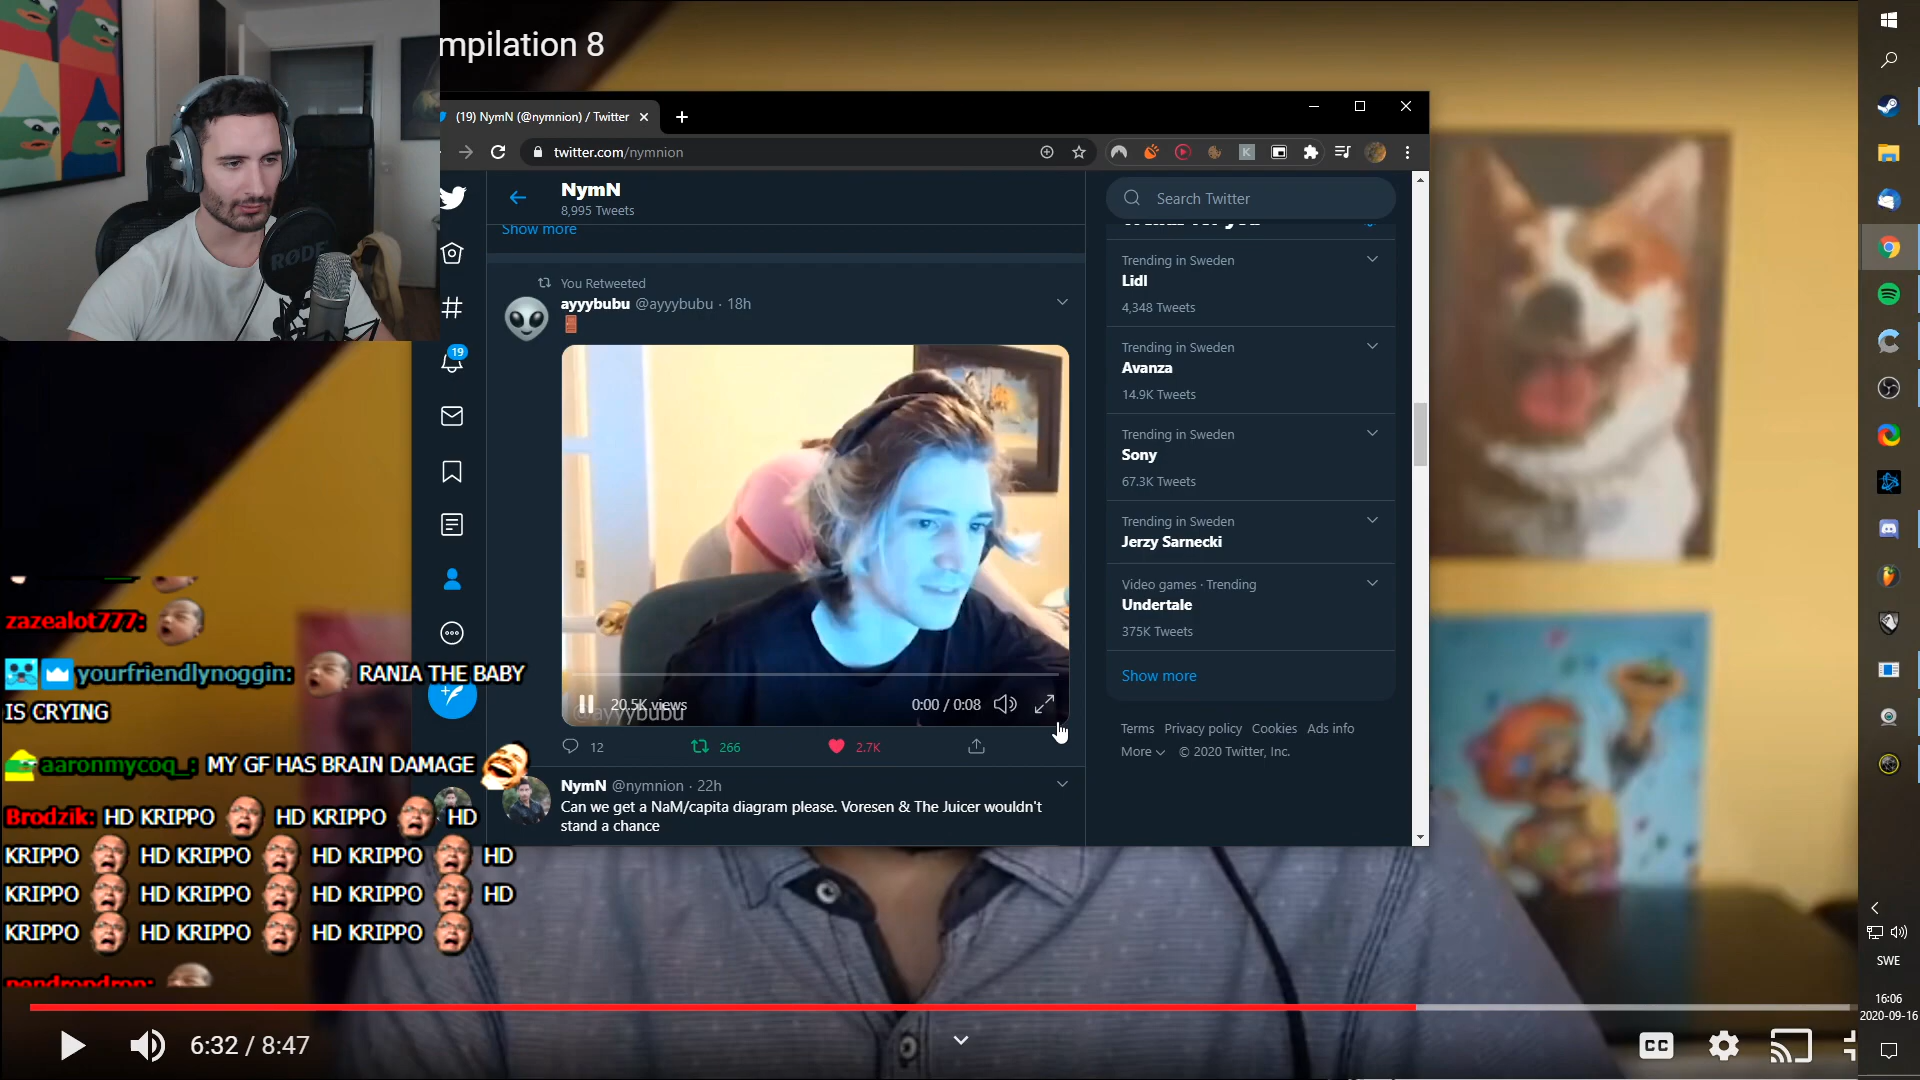 mpilation 8
(19) NymN (@nymnion) / Twitter
twitter.com/nymnion
NymN
8,995 Tweets
Show more
You Retweeted
ayyybubu @ayyybubu · 18h
20.5K views
0:00 / 0:08
@ayyybubu
12
266
2.7K
NymN @nymnion · 22h
Can we get a NaM/capita diagram please. Voresen & The Juicer wouldn't
stand a chance
19
Search Twitter
Trending in Sweden
Lidl
4,348 Tweets
Trending in Sweden
Avanza
14.9K Tweets
Trending in Sweden
Sony
67.3K Tweets
Trending in Sweden
Jerzy Sarnecki
Video games · Trending
Undertale
375K Tweets
Show more
Terms Privacy policy Cookies Ads info
More © 2020 Twitter, Inc.
RØDE
zazealot777:
yourfriendlynoggin: RANIA THE BABY
IS CRYING
aaronmycoq_: MY GF HAS BRAIN DAMAGE
Brodzik: HD KRIPPO HD KRIPPO HD
KRIPPO HD KRIPPO HD KRIPPO HD
KRIPPO HD KRIPPO HD KRIPPO HD
KRIPPO HD KRIPPO HD KRIPPO
6:32 / 8:47
CC
SWE
16:06
2020-09-16